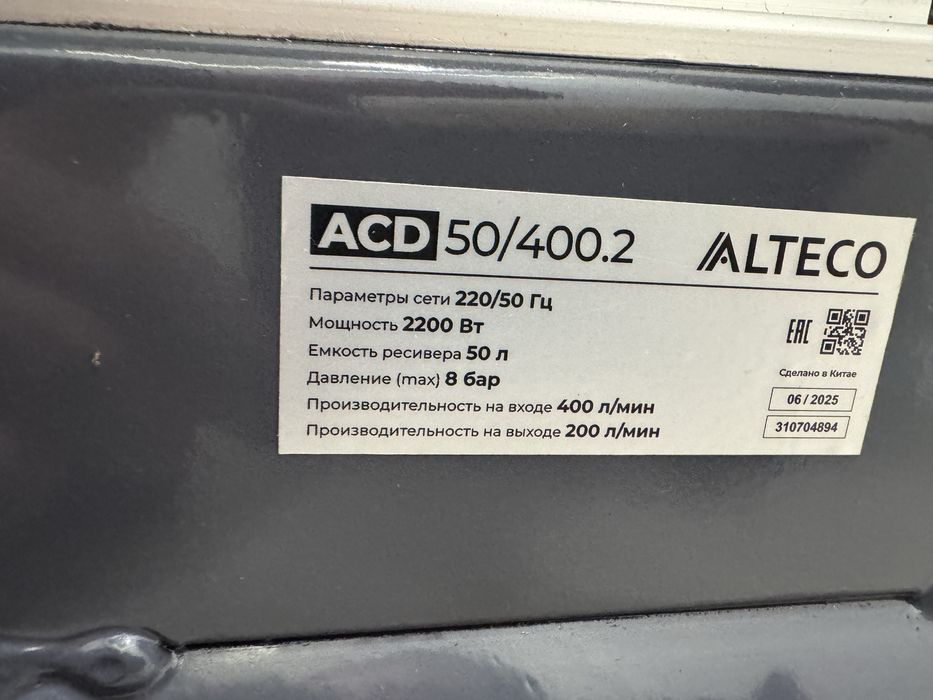 ACD 50/400.2
ALTECO
Параметры сети 220/50 Гц
Мощность 2200 Вт
Емкость ресивера 50 л
Давление (max) 8 бар
Производительность на входе 400 л/мин
Производительность на выходе 200 л/мин
EAC
Сделано в Китае
06 / 2025
310704894